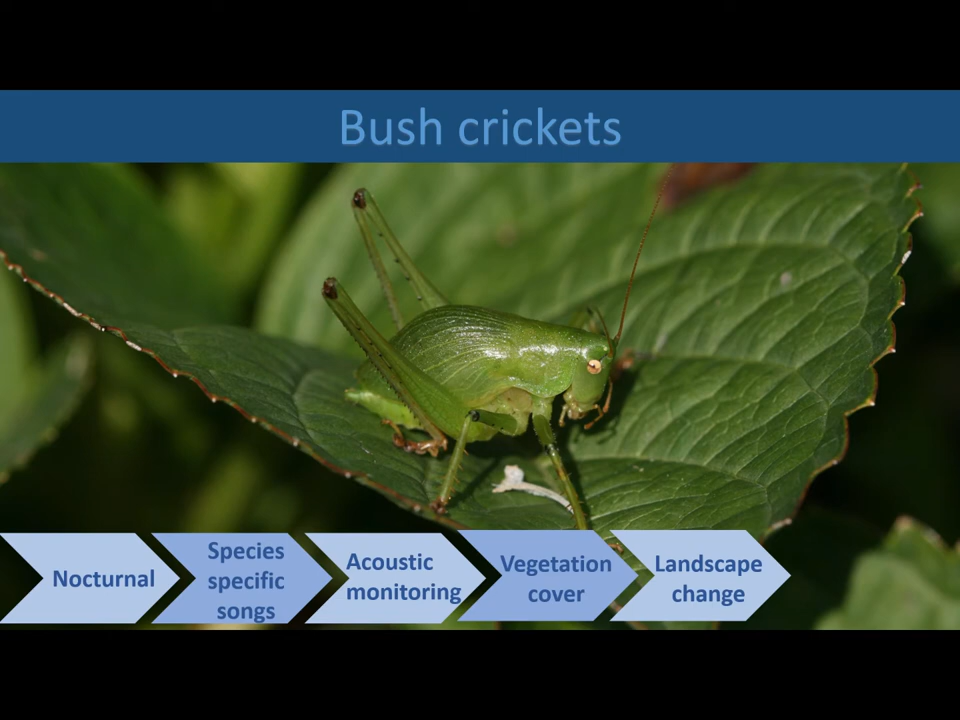 Bush crickets
Nocturnal
Species
specific
songs
Acoustic
monitoring
Vegetation
cover
Landscape
change